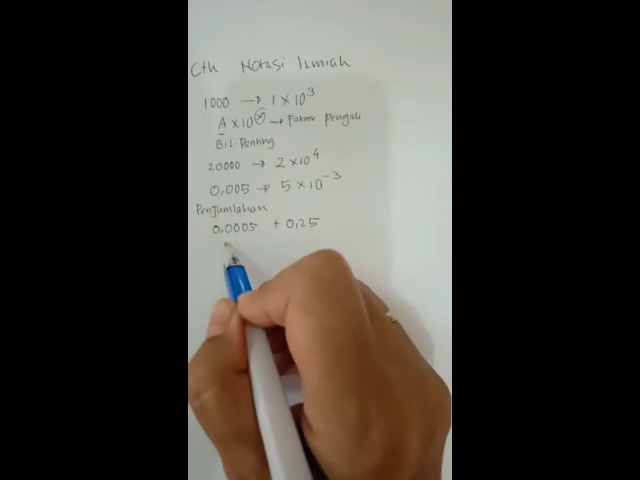 Cth Notasi Ilmiah
1000 → 1 × 10³
A × 10ⁿ → Faktor Pengali
Bil Penting
20000 → 2 × 10⁴
0,005 → 5 × 10⁻³
Penjumlahan
0,0005 + 0,25